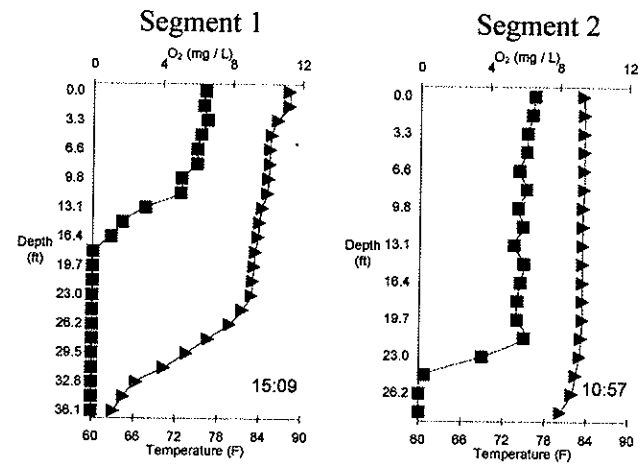 Segment 1
O₂ (mg / L)
0 4 8 12
0.0
3.3
6.6
9.8
13.1
16.4
Depth
(ft)
19.7
23.0
26.2
29.5
32.8
36.1
15:09
60 66 72 78 84 90
Temperature (F)
Segment 2
O₂ (mg / L)
0 4 8 12
0.0
3.3
6.6
9.8
13.1
Depth
(ft)
16.4
19.7
23.0
26.2
10:57
60 66 72 78 84 90
Temperature (F)